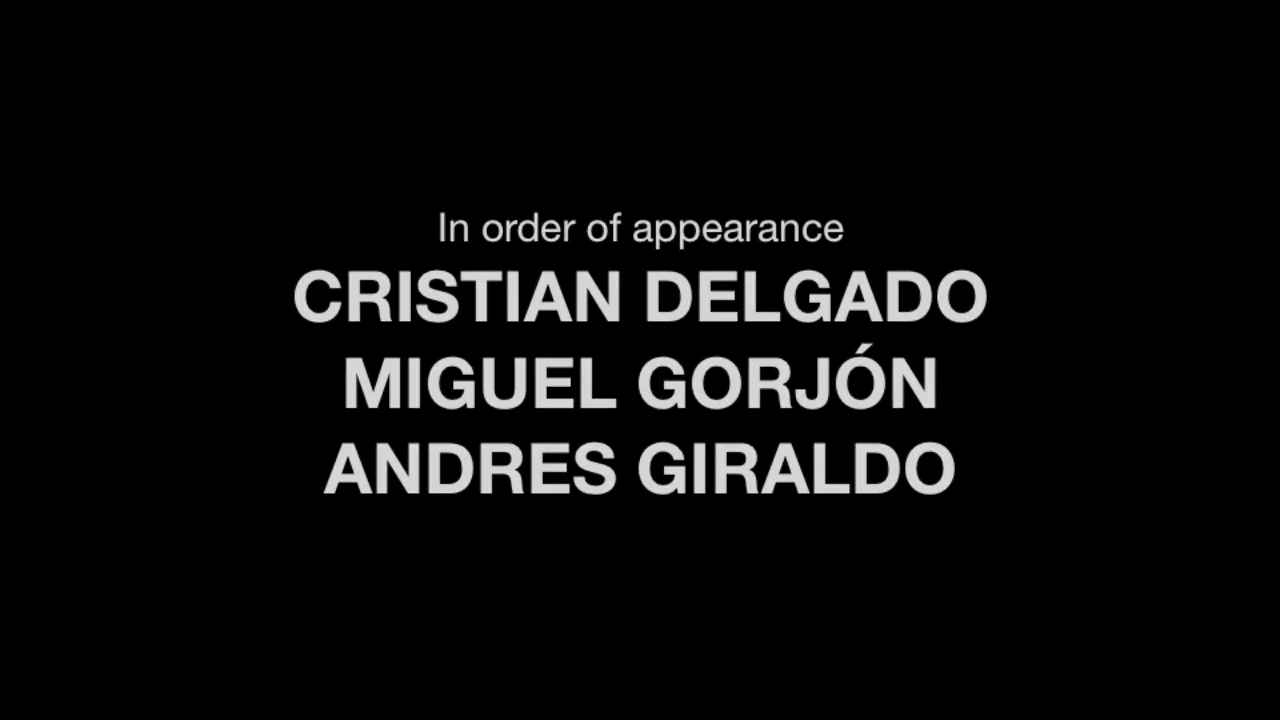 In order of appearance
CRISTIAN DELGADO
MIGUEL GORJÓN
ANDRES GIRALDO